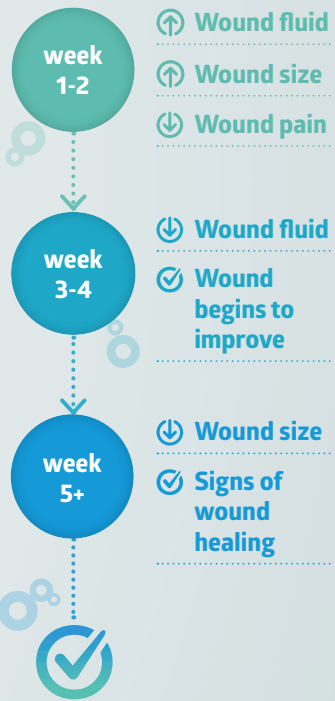 week
1-2
Wound fluid
Wound size
Wound pain
week
3-4
Wound fluid
Wound
begins to
improve
week
5+
Wound size
Signs of
wound
healing